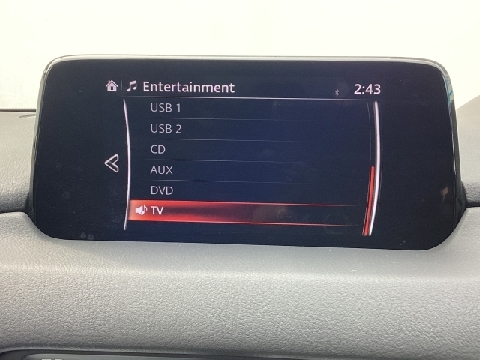 Entertainment 2:43
USB 1
USB 2
CD
AUX
DVD
TV